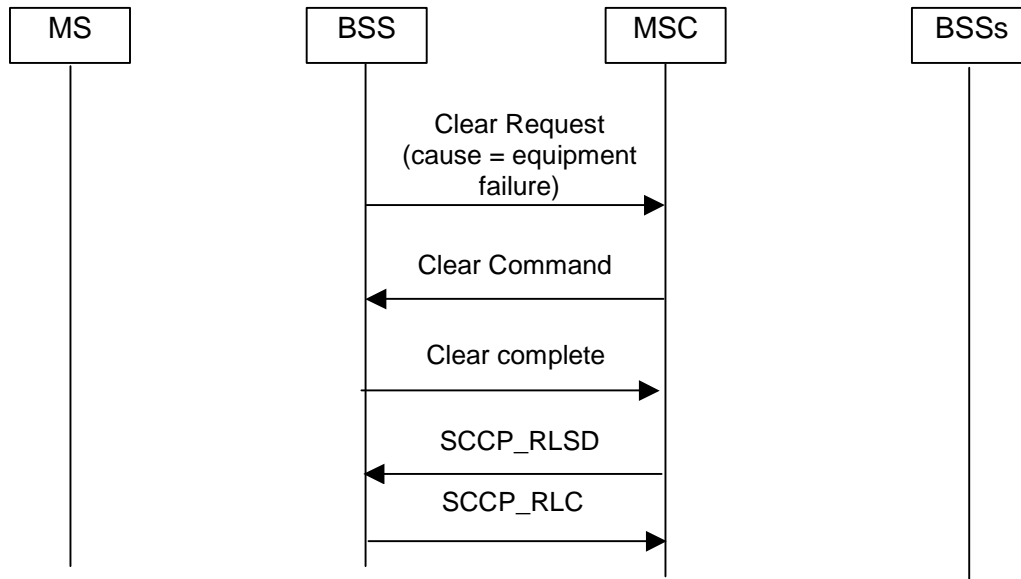 MS
BSS
MSC
BSSs
Clear Request
(cause = equipment
failure)
Clear Command
Clear complete
SCCP_RLSD
SCCP_RLC